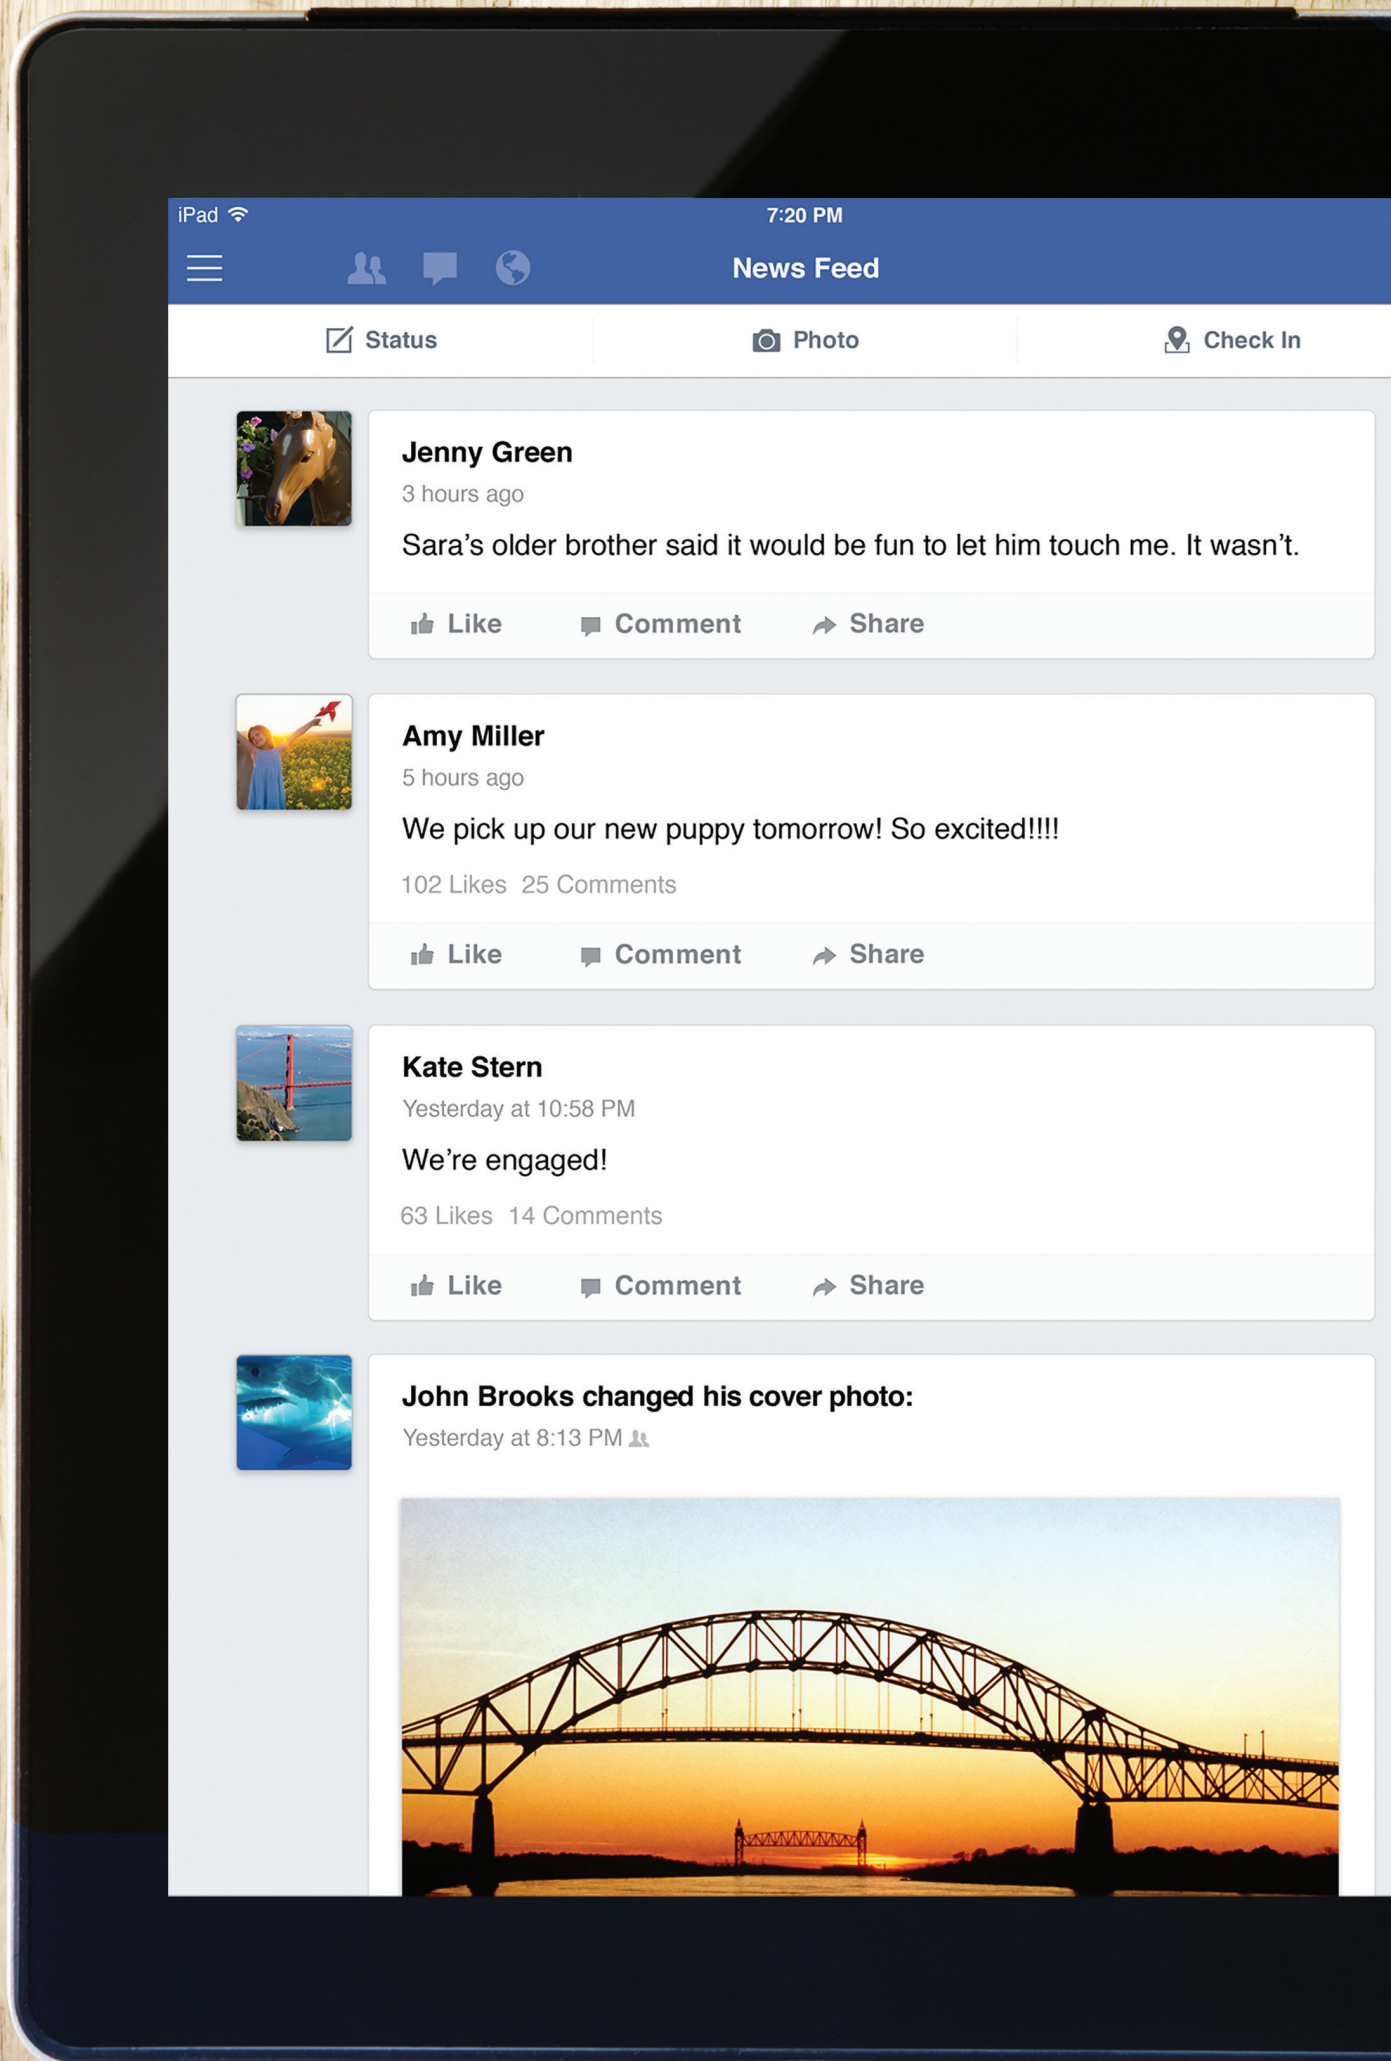 iPad
7:20 PM
News Feed
Status
Photo
Check In
Jenny Green
3 hours ago
Sara’s older brother said it would be fun to let him touch me. It wasn’t.
Like Comment Share
Amy Miller
5 hours ago
We pick up our new puppy tomorrow! So excited!!!!
102 Likes 25 Comments
Like Comment Share
Kate Stern
Yesterday at 10:58 PM
We’re engaged!
63 Likes 14 Comments
Like Comment Share
John Brooks changed his cover photo:
Yesterday at 8:13 PM